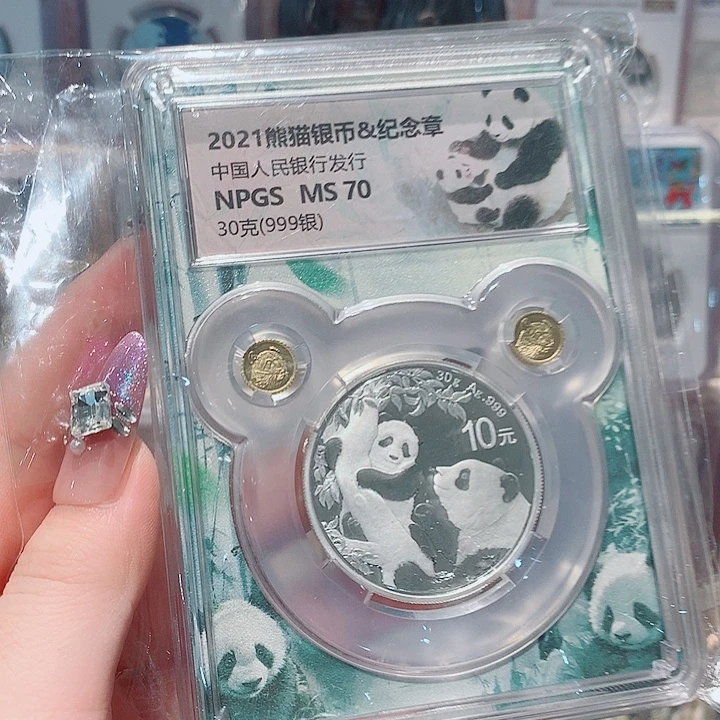 2021熊猫银币&纪念章
中国人民银行发行
NPGS MS 70
30克(999银)
30g Ag.999
10元